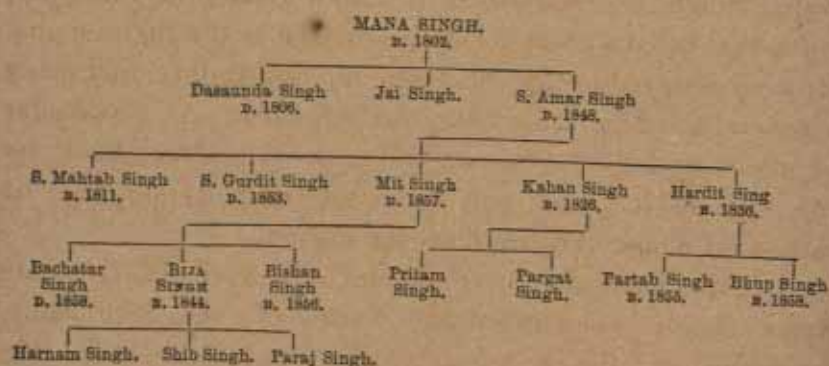 MANA SINGH.
D. 1802.
Dasaunda Singh Jai Singh. S. Amar Singh
D. 1806. D. 1848.
S. Mahtab Singh S. Gurdit Singh Mit Singh Kahan Singh Hardit Sing
B. 1811. D. 1853. D. 1857. B. 1826. B. 1836.
Bachatar Bishan Pritam Pargat Partab Singh Bhup Singh
Singh Singh Singh. Singh. B. 1855. B. 1858.
D. 1858. B. 1844. B. 1856.
Harnam Singh. Shib Singh. Paraj Singh.